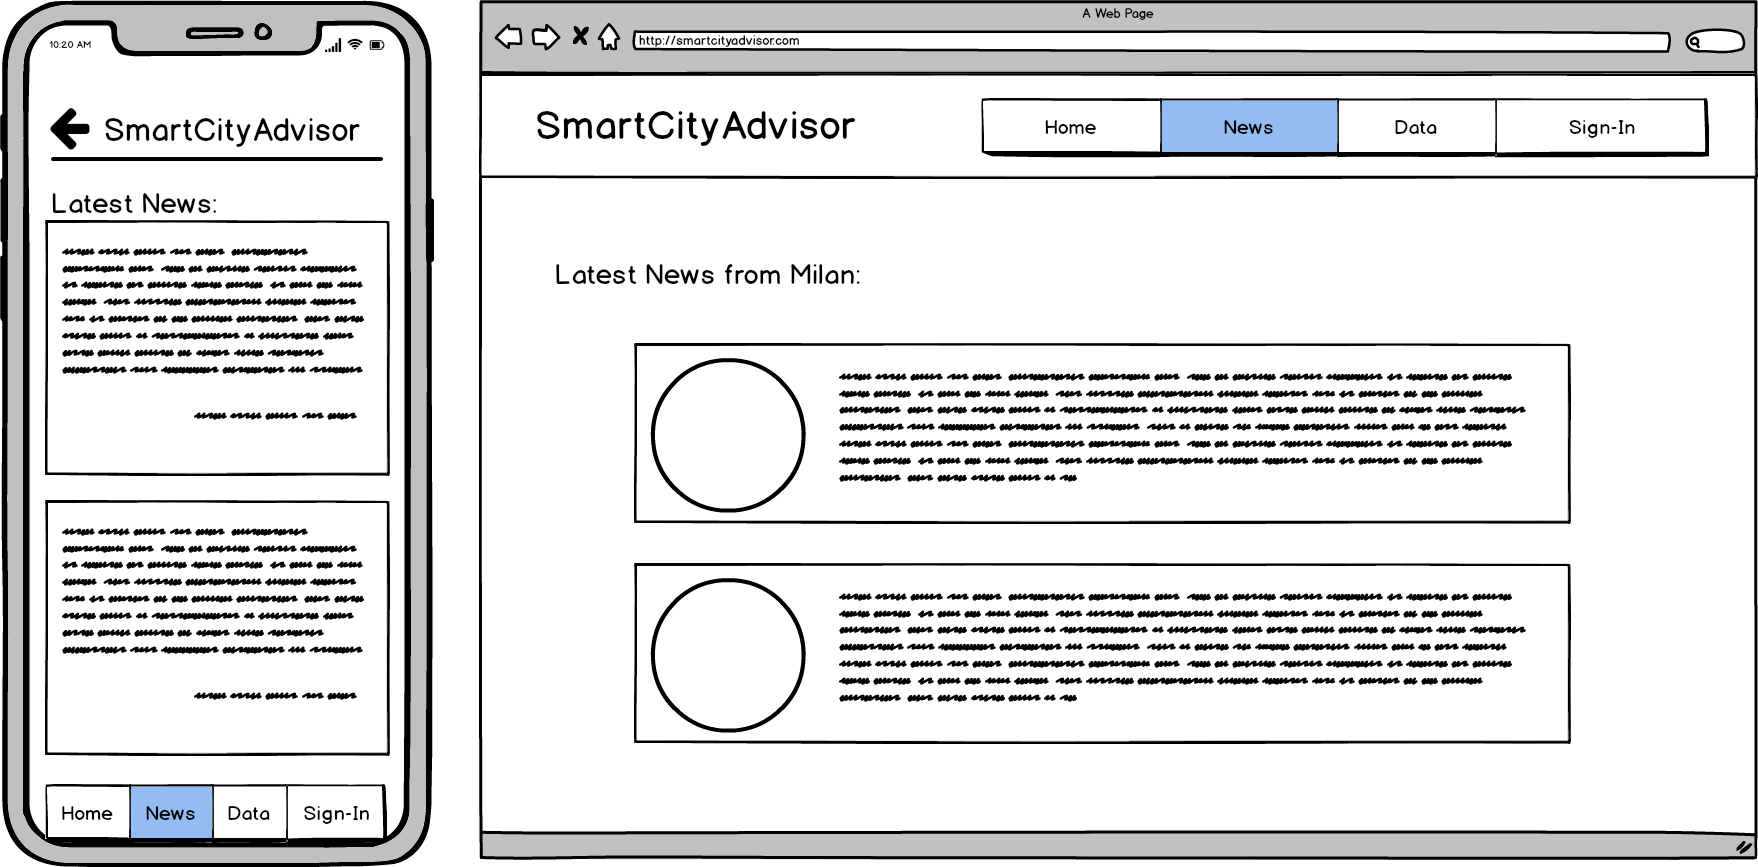 10:20 AM
SmartCityAdvisor
Latest News:
Home News Data Sign-In
A Web Page
http://smartcityadvisor.com
SmartCityAdvisor
Home News Data Sign-In
Latest News from Milan: